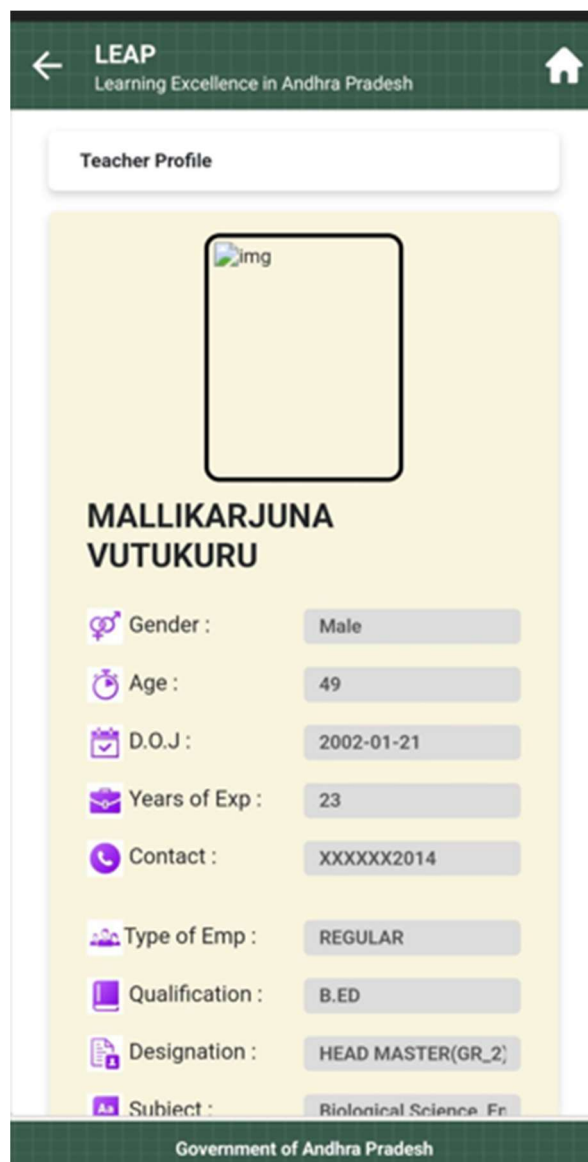 LEAP
Learning Excellence in Andhra Pradesh
Teacher Profile
img
MALLIKARJUNA
VUTUKURU
Gender : Male
Age : 49
D.O.J : 2002-01-21
Years of Exp : 23
Contact : XXXXXX2014
Type of Emp : REGULAR
Qualification : B.ED
Designation : HEAD MASTER(GR_2)
Aa Subject : Biological Science, En
Government of Andhra Pradesh